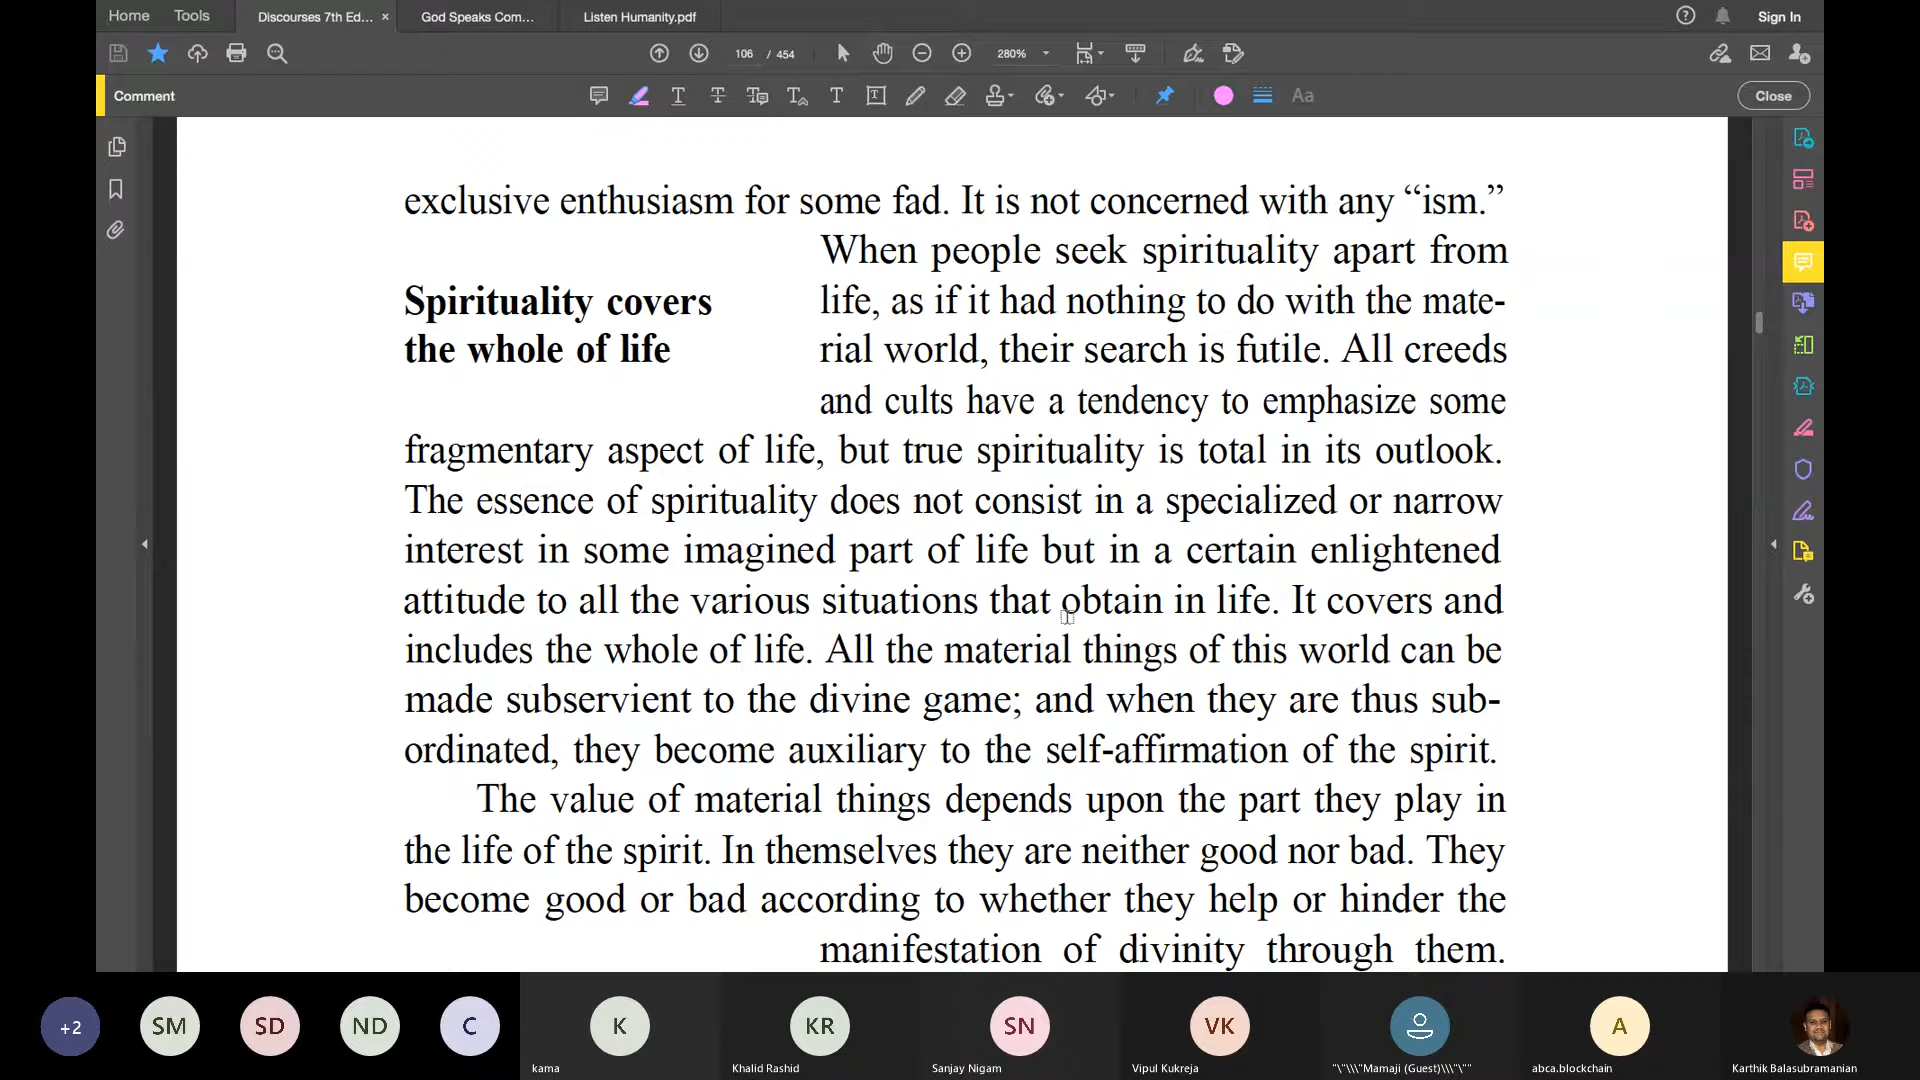 Home Tools Discourses 7th Ed... × God Speaks Com... Listen Humanity.pdf Sign In
106 / 454 280%
Comment Aa Close
exclusive enthusiasm for some fad. It is not concerned with any “ism.”
When people seek spirituality apart from
Spirituality covers
the whole of life
life, as if it had nothing to do with the mate-
rial world, their search is futile. All creeds
and cults have a tendency to emphasize some
fragmentary aspect of life, but true spirituality is total in its outlook.
The essence of spirituality does not consist in a specialized or narrow
interest in some imagined part of life but in a certain enlightened
attitude to all the various situations that obtain in life. It covers and
includes the whole of life. All the material things of this world can be
made subservient to the divine game; and when they are thus sub-
ordinated, they become auxiliary to the self-affirmation of the spirit.
The value of material things depends upon the part they play in
the life of the spirit. In themselves they are neither good nor bad. They
become good or bad according to whether they help or hinder the
manifestation of divinity through them.
+2 SM SD ND C K KR SN VK A
kama Khalid Rashid Sanjay Nigam Vipul Kukreja "\"\\\"Mamaji (Guest)\\\"\"" abca.blockchain Karthik Balasubramanian